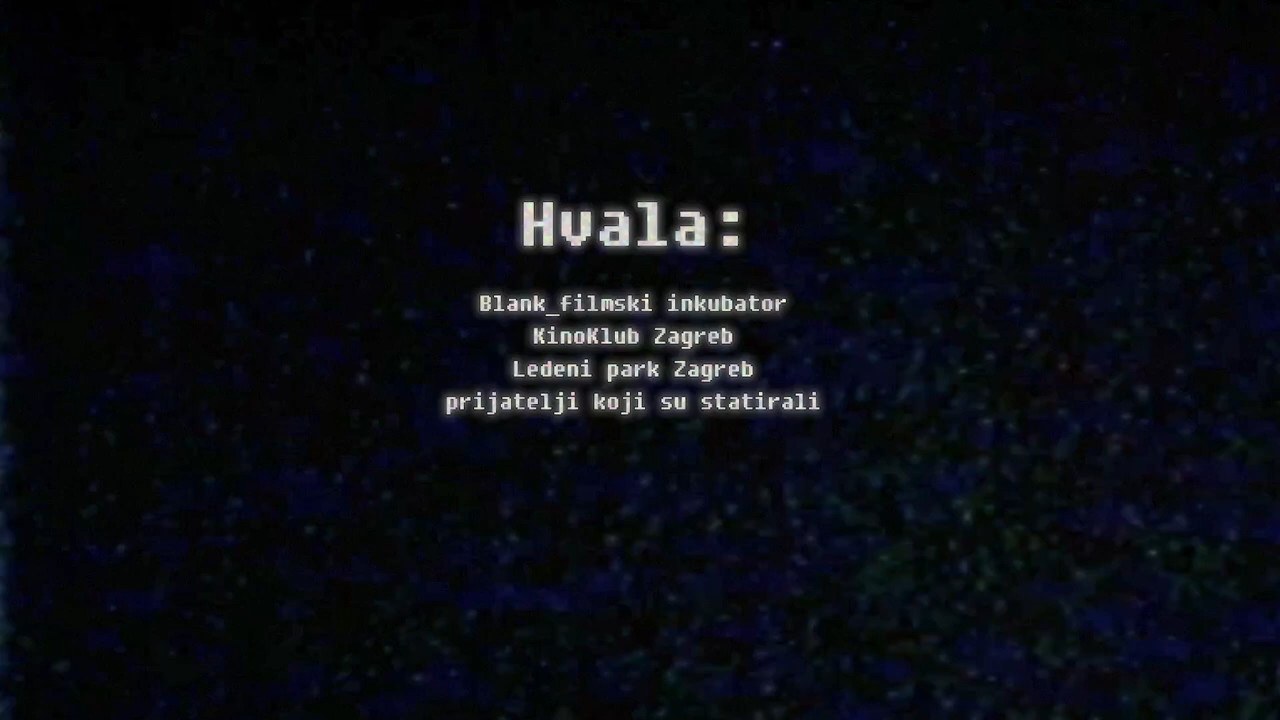 Hvala:
Blank_filmski inkubator
KinoKlub Zagreb
Ledeni park Zagreb
prijatelji koji su statirali